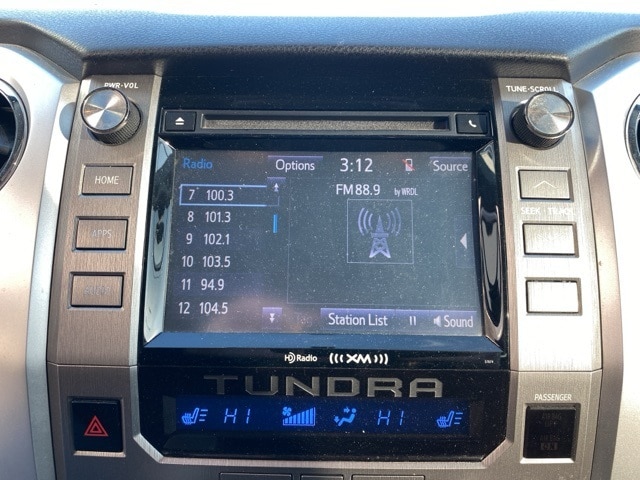 PWR•VOL
TUNE•SCROLL
Radio
Options
3:12
Source
7 100.3
FM 88.9 by WRDL
HOME
8 101.3
SEEK • TRACK
APPS
9 102.1
10 103.5
11 94.9
12 104.5
Station List
Sound
HD Radio
(((XM)))
TUNDRA
HI
HI
PASSENGER